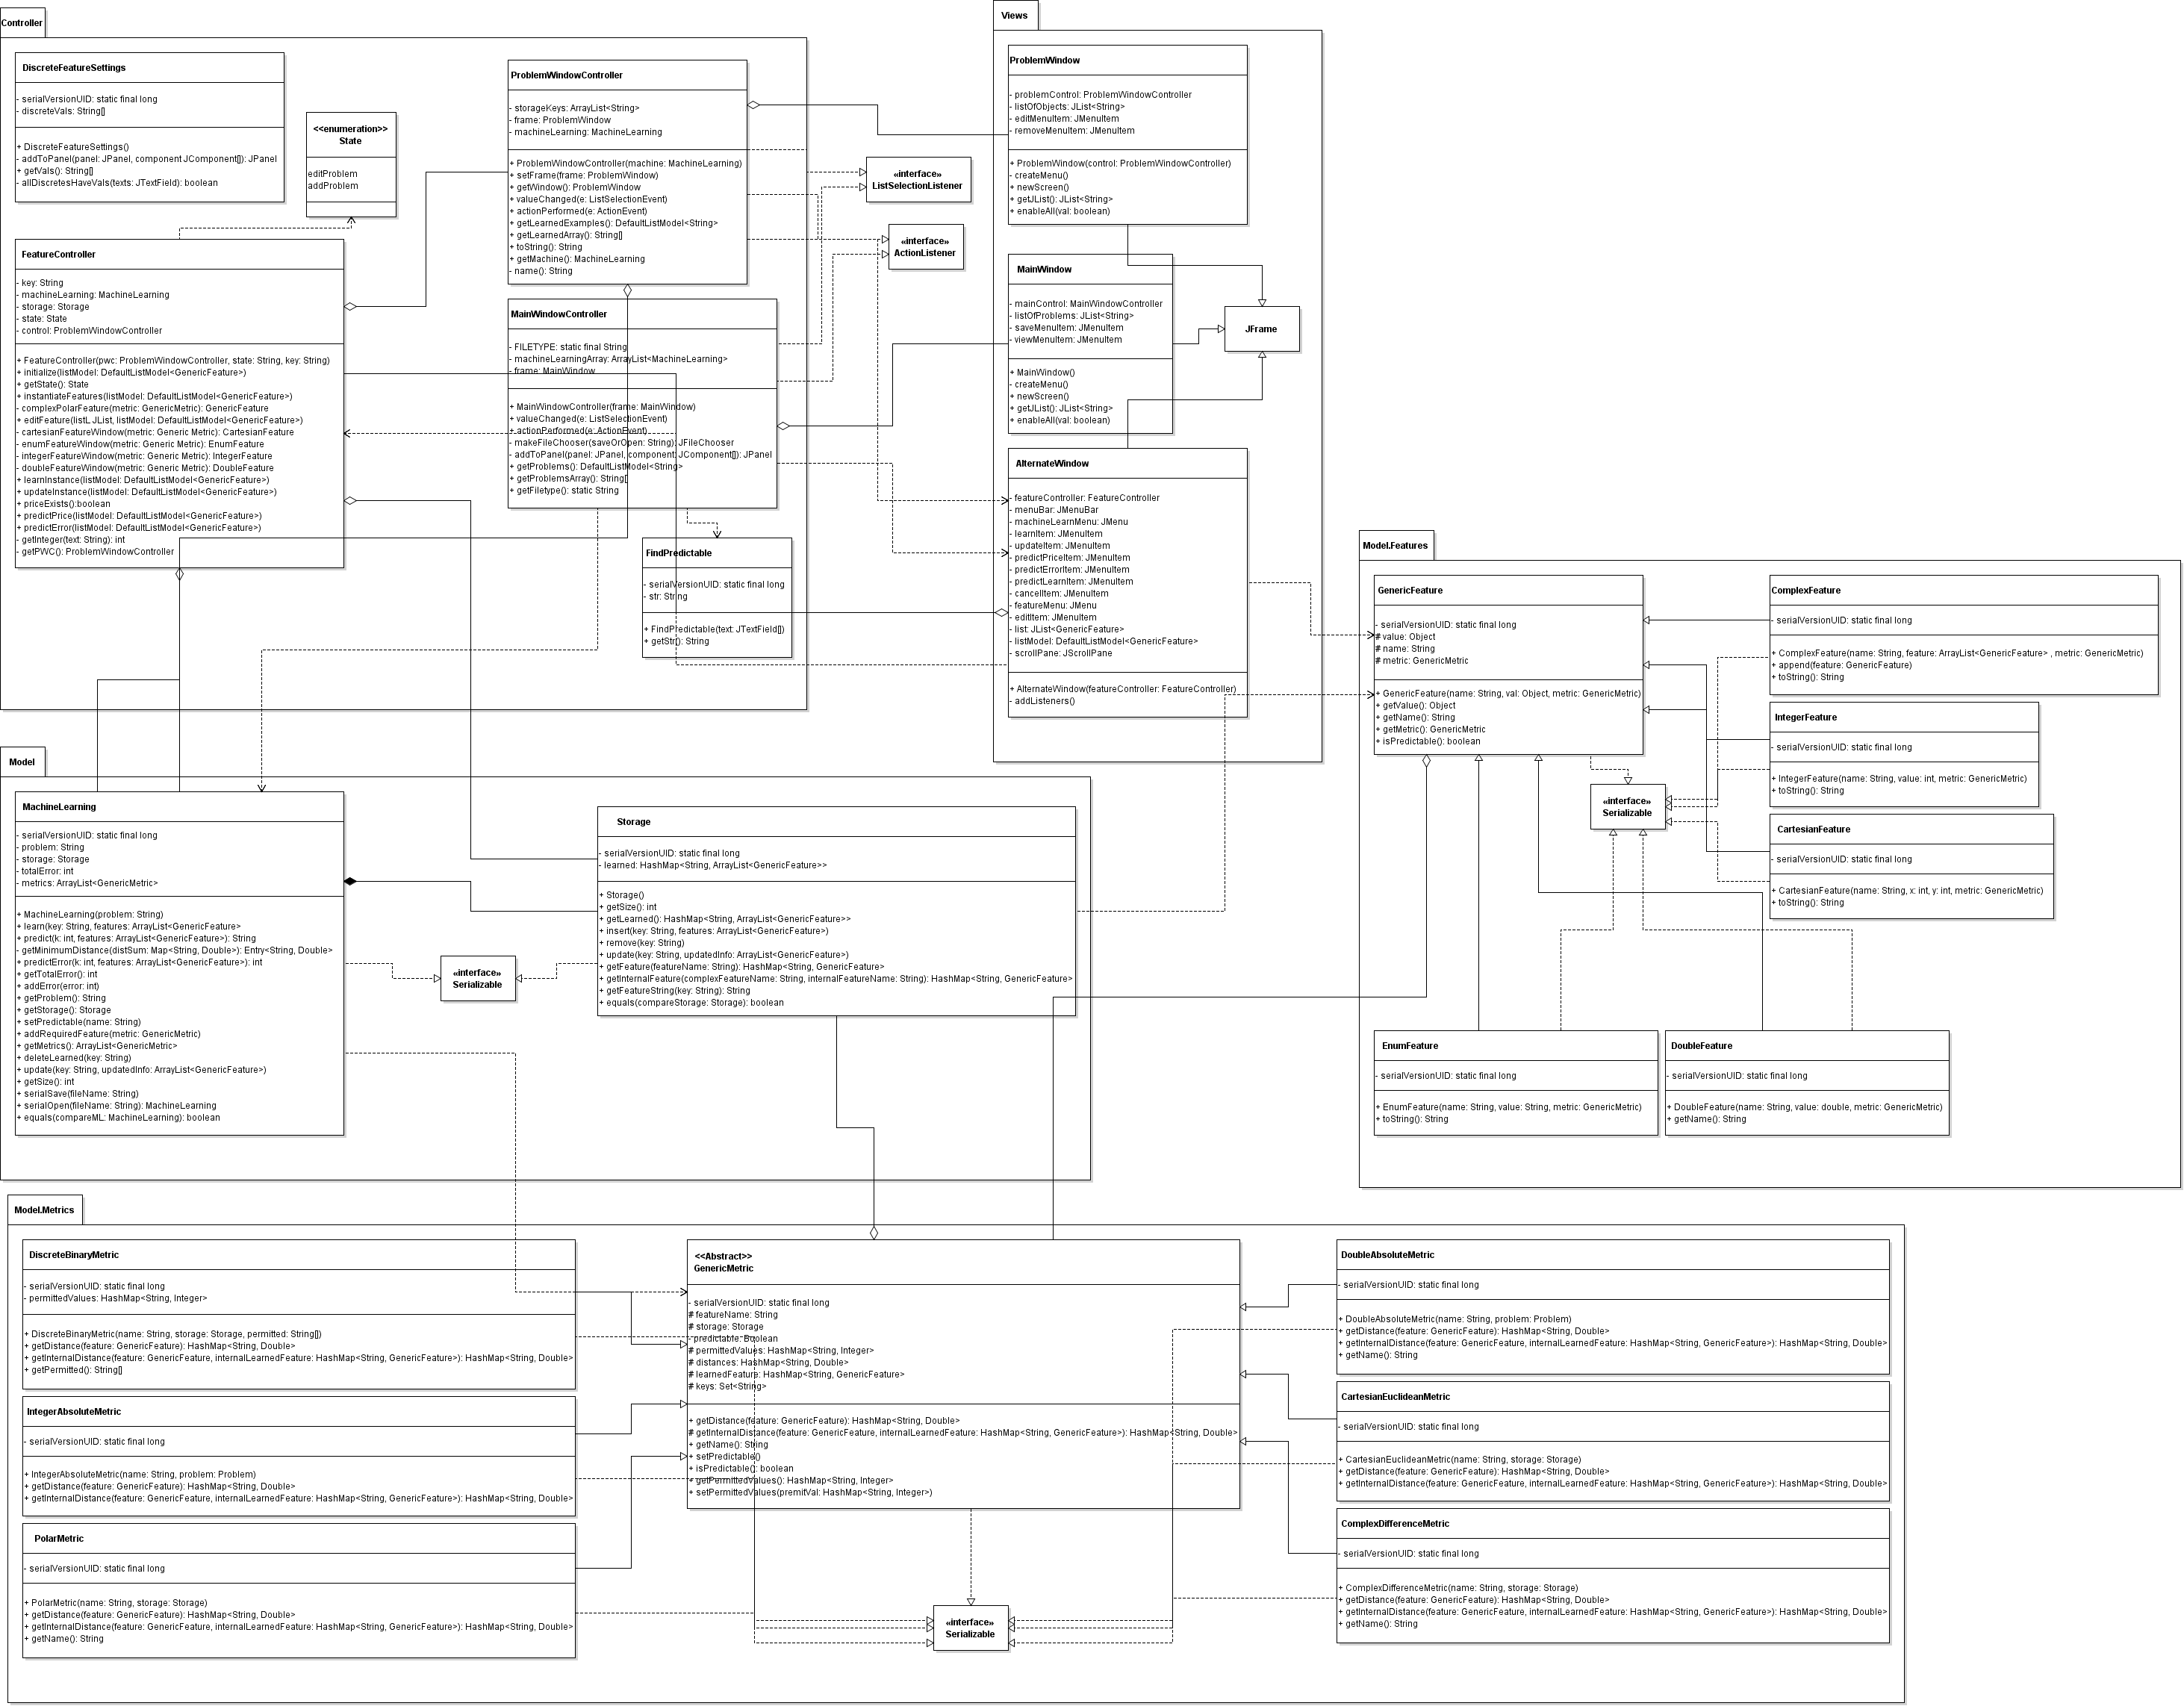 Controller
DiscreteFeatureSettings
- serialVersionUID: static final long
- discreteVals: String[]
+ DiscreteFeatureSettings()
- addToPanel(panel: JPanel, component JComponent[]): JPanel
+ getVals(): String[]
- allDiscretesHaveVals(texts: JTextField): boolean
<<enumeration>>
State
editProblem
addProblem
FeatureController
- key: String
- machineLearning: MachineLearning
- storage: Storage
- state: State
- control: ProblemWindowController
+ FeatureController(pwc: ProblemWindowController, state: String, key: String)
+ initialize(listModel: DefaultListModel<GenericFeature>)
+ getState(): State
+ instantiateFeatures(listModel: DefaultListModel<GenericFeature>)
- complexPolarFeature(metric: GenericMetric): GenericFeature
+ editFeature(listL JList, listModel: DefaultListModel<GenericFeature>)
- cartesianFeatureWindow(metric: Generic Metric): CartesianFeature
- enumFeatureWindow(metric: Generic Metric): EnumFeature
- integerFeatureWindow(metric: Generic Metric): IntegerFeature
- doubleFeatureWindow(metric: Generic Metric): DoubleFeature
+ learnInstance(listModel: DefaultListModel<GenericFeature>)
+ updateInstance(listModel: DefaultListModel<GenericFeature>)
+ priceExists():boolean
+ predictPrice(listModel: DefaultListModel<GenericFeature>)
+ predictError(listModel: DefaultListModel<GenericFeature>)
- getInteger(text: String): int
- getPWC(): ProblemWindowController
ProblemWindowController
- storageKeys: ArrayList<String>
- frame: ProblemWindow
- machineLearning: MachineLearning
+ ProblemWindowController(machine: MachineLearning)
+ setFrame(frame: ProblemWindow)
+ getWindow(): ProblemWindow
+ valueChanged(e: ListSelectionEvent)
+ actionPerformed(e: ActionEvent)
+ getLearnedExamples(): DefaultListModel<String>
+ getLearnedArray(): String[]
+ toString(): String
+ getMachine(): MachineLearning
- name(): String
MainWindowController
- FILETYPE: static final String
- machineLearningArray: ArrayList<MachineLearning>
- frame: MainWindow
+ MainWindowController(frame: MainWindow)
+ valueChanged(e: ListSelectionEvent)
+ actionPerformed(e: ActionEvent)
- makeFileChooser(saveOrOpen: String): JFileChooser
- addToPanel(panel: JPanel, component: JComponent[]): JPanel
+ getProblems(): DefaultListModel<String>
+ getProblemsArray(): String[]
+ getFiletype(): static String
FindPredictable
- serialVersionUID: static final long
- str: String
+ FindPredictable(text: JTextField[])
+ getStr(): String
«interface»
ListSelectionListener
«interface»
ActionListener
Views
ProblemWindow
- problemControl: ProblemWindowController
- listOfObjects: JList<String>
- editMenuItem: JMenuItem
- removeMenuItem: JMenuItem
+ ProblemWindow(control: ProblemWindowController)
- createMenu()
+ newScreen()
+ getJList(): JList<String>
+ enableAll(val: boolean)
MainWindow
- mainControl: MainWindowController
- listOfProblems: JList<String>
- saveMenuItem: JMenuItem
- viewMenuItem: JMenuItem
+ MainWindow()
- createMenu()
+ newScreen()
+ getJList(): JList<String>
+ enableAll(val: boolean)
JFrame
AlternateWindow
- featureController: FeatureController
- menuBar: JMenuBar
- machineLearnMenu: JMenu
- learnItem: JMenuItem
- updateItem: JMenuItem
- predictPriceItem: JMenuItem
- predictErrorItem: JMenuItem
- predictLearnItem: JMenuItem
- cancelItem: JMenuItem
- featureMenu: JMenu
- editItem: JMenuItem
- list: JList<GenericFeature>
- listModel: DefaultListModel<GenericFeature>
- scrollPane: JScrollPane
+ AlternateWindow(featureController: FeatureController)
- addListeners()
Model.Features
GenericFeature
- serialVersionUID: static final long
# value: Object
# name: String
# metric: GenericMetric
+ GenericFeature(name: String, val: Object, metric: GenericMetric)
+ getValue(): Object
+ getName(): String
+ getMetric(): GenericMetric
+ isPredictable(): boolean
ComplexFeature
- serialVersionUID: static final long
+ ComplexFeature(name: String, feature: ArrayList<GenericFeature> , metric: GenericMetric)
+ append(feature: GenericFeature)
+ toString(): String
IntegerFeature
- serialVersionUID: static final long
+ IntegerFeature(name: String, value: int, metric: GenericMetric)
+ toString(): String
«interface»
Serializable
CartesianFeature
- serialVersionUID: static final long
+ CartesianFeature(name: String, x: int, y: int, metric: GenericMetric)
+ toString(): String
EnumFeature
- serialVersionUID: static final long
+ EnumFeature(name: String, value: String, metric: GenericMetric)
+ toString(): String
DoubleFeature
- serialVersionUID: static final long
+ DoubleFeature(name: String, value: double, metric: GenericMetric)
+ getName(): String
Model
MachineLearning
- serialVersionUID: static final long
- problem: String
- storage: Storage
- totalError: int
- metrics: ArrayList<GenericMetric>
+ MachineLearning(problem: String)
+ learn(key: String, features: ArrayList<GenericFeature>
+ predict(k: int, features: ArrayList<GenericFeature>): String
- getMinimumDistance(distSum: Map<String, Double>): Entry<String, Double>
+ predictError(k: int, features: ArrayList<GenericFeature>): int
+ getTotalError(): int
+ addError(error: int)
+ getProblem(): String
+ getStorage(): Storage
+ setPredictable(name: String)
+ addRequiredFeature(metric: GenericMetric)
+ getMetrics(): ArrayList<GenericMetric>
+ deleteLearned(key: String)
+ update(key: String, updatedInfo: ArrayList<GenericFeature>)
+ getSize(): int
+ serialSave(fileName: String)
+ serialOpen(fileName: String): MachineLearning
+ equals(compareML: MachineLearning): boolean
«interface»
Serializable
Storage
- serialVersionUID: static final long
- learned: HashMap<String, ArrayList<GenericFeature>>
+ Storage()
+ getSize(): int
+ getLearned(): HashMap<String, ArrayList<GenericFeature>>
+ insert(key: String, features: ArrayList<GenericFeature>)
+ remove(key: String)
+ update(key: String, updatedInfo: ArrayList<GenericFeature>)
+ getFeature(featureName: String): HashMap<String, GenericFeature>
+ getInternalFeature(complexFeatureName: String, internalFeatureName: String): HashMap<String, GenericFeature>
+ getFeatureString(key: String): String
+ equals(compareStorage: Storage): boolean
Model.Metrics
DiscreteBinaryMetric
- serialVersionUID: static final long
- permittedValues: HashMap<String, Integer>
+ DiscreteBinaryMetric(name: String, storage: Storage, permitted: String[])
+ getDistance(feature: GenericFeature): HashMap<String, Double>
+ getInternalDistance(feature: GenericFeature, internalLearnedFeature: HashMap<String, GenericFeature>): HashMap<String, Double>
+ getPermitted(): String[]
IntegerAbsoluteMetric
- serialVersionUID: static final long
+ IntegerAbsoluteMetric(name: String, problem: Problem)
+ getDistance(feature: GenericFeature): HashMap<String, Double>
+ getInternalDistance(feature: GenericFeature, internalLearnedFeature: HashMap<String, GenericFeature>): HashMap<String, Double>
PolarMetric
- serialVersionUID: static final long
+ PolarMetric(name: String, storage: Storage)
+ getDistance(feature: GenericFeature): HashMap<String, Double>
+ getInternalDistance(feature: GenericFeature, internalLearnedFeature: HashMap<String, GenericFeature>): HashMap<String, Double>
+ getName(): String
<<Abstract>>
GenericMetric
- serialVersionUID: static final long
# featureName: String
# storage: Storage
- predictable: Boolean
# permittedValues: HashMap<String, Integer>
# distances: HashMap<String, Double>
# learnedFeature: HashMap<String, GenericFeature>
# keys: Set<String>
+ getDistance(feature: GenericFeature): HashMap<String, Double>
# getInternalDistance(feature: GenericFeature, internalLearnedFeature: HashMap<String, GenericFeature>): HashMap<String, Double>
+ getName(): String
+ setPredictable()
+ isPredictable(): boolean
+ getPermittedValues(): HashMap<String, Integer>
+ setPermittedValues(premitVal: HashMap<String, Integer>)
«interface»
Serializable
DoubleAbsoluteMetric
- serialVersionUID: static final long
+ DoubleAbsoluteMetric(name: String, problem: Problem)
+ getDistance(feature: GenericFeature): HashMap<String, Double>
+ getInternalDistance(feature: GenericFeature, internalLearnedFeature: HashMap<String, GenericFeature>): HashMap<String, Double>
+ getName(): String
CartesianEuclideanMetric
- serialVersionUID: static final long
+ CartesianEuclideanMetric(name: String, storage: Storage)
+ getDistance(feature: GenericFeature): HashMap<String, Double>
+ getInternalDistance(feature: GenericFeature, internalLearnedFeature: HashMap<String, GenericFeature>): HashMap<String, Double>
ComplexDifferenceMetric
- serialVersionUID: static final long
+ ComplexDifferenceMetric(name: String, storage: Storage)
+ getDistance(feature: GenericFeature): HashMap<String, Double>
+ getInternalDistance(feature: GenericFeature, internalLearnedFeature: HashMap<String, GenericFeature>): HashMap<String, Double>
+ getName(): String